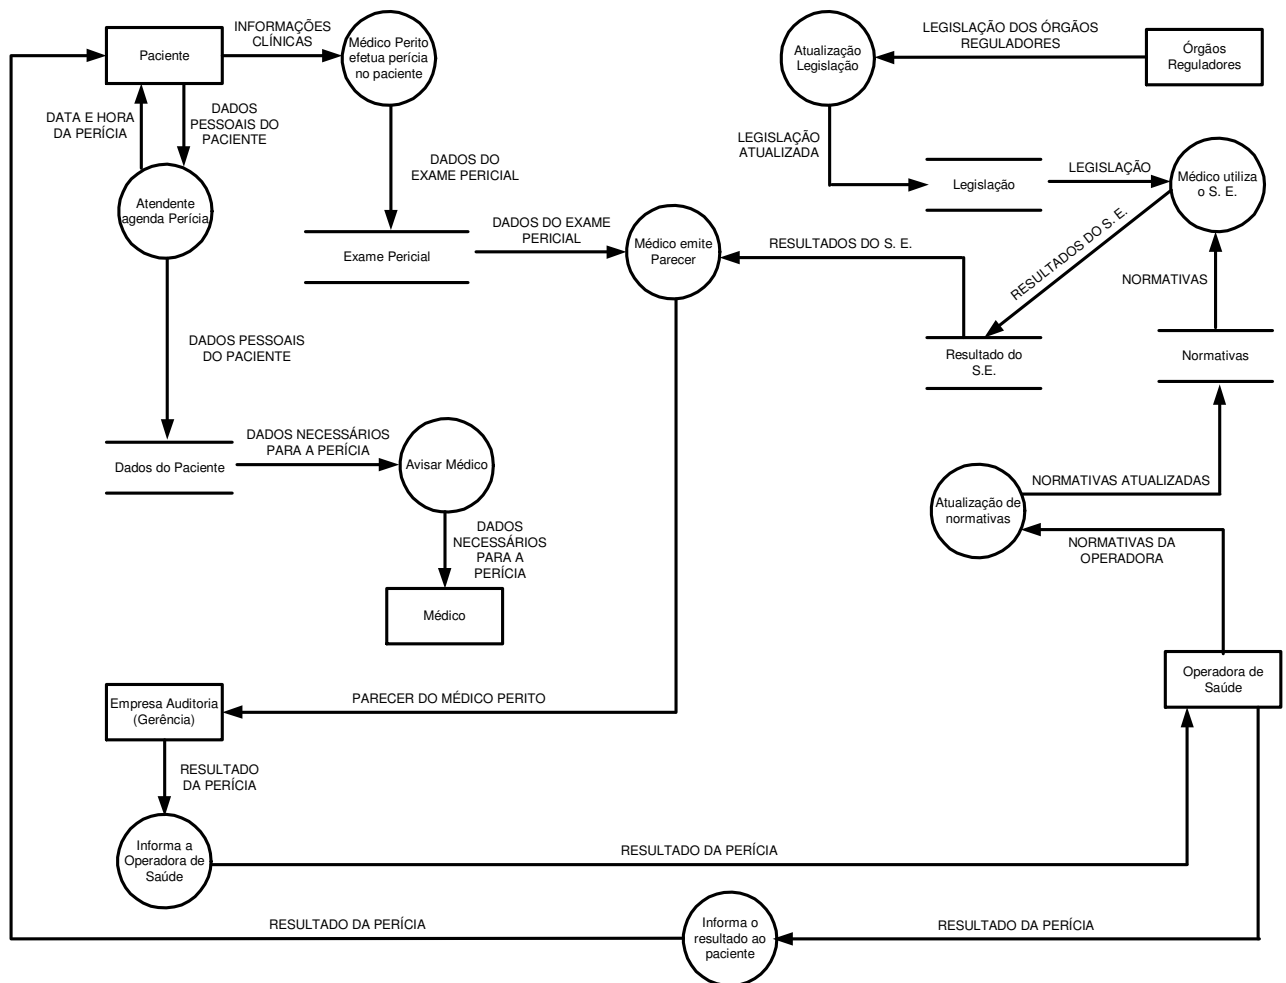 INFORMAÇÕES
CLÍNICAS
Paciente
Médico Perito
efetua perícia
no paciente
DATA E HORA
DA PERÍCIA
DADOS
PESSOAIS DO
PACIENTE
Atendente
agenda Perícia
DADOS DO
EXAME PERICIAL
Exame Pericial
DADOS DO EXAME
PERICIAL
Médico emite
Parecer
LEGISLAÇÃO DOS ÓRGÃOS
REGULADORES
Atualização
Legislação
Órgãos
Reguladores
LEGISLAÇÃO
ATUALIZADA
Legislação
LEGISLAÇÃO
Médico utiliza
o S. E.
RESULTADOS DO S. E.
RESULTADOS DO S. E.
NORMATIVAS
Resultado do
S.E.
Normativas
DADOS PESSOAIS
DO PACIENTE
Dados do Paciente
DADOS NECESSÁRIOS
PARA A PERÍCIA
Avisar Médico
DADOS
NECESSÁRIOS
PARA A
PERÍCIA
Médico
Atualização de
normativas
NORMATIVAS ATUALIZADAS
NORMATIVAS DA
OPERADORA
Operadora de
Saúde
Empresa Auditoria
(Gerência)
PARECER DO MÉDICO PERITO
RESULTADO
DA PERÍCIA
Informa a
Operadora de
Saúde
RESULTADO DA PERÍCIA
RESULTADO DA PERÍCIA
Informa o
resultado ao
paciente
RESULTADO DA PERÍCIA